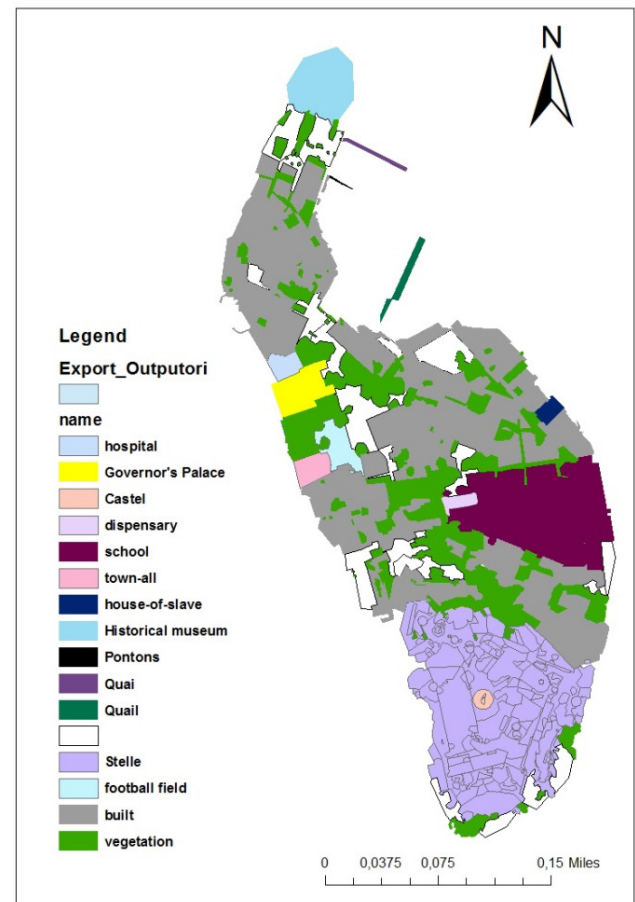 N
Legend
Export_Outputori
name
hospital
Governor's Palace
Castel
dispensary
school
town-all
house-of-slave
Historical museum
Pontons
Quai
Quail
Stelle
football field
built
vegetation
0 0,0375 0,075 0,15 Miles